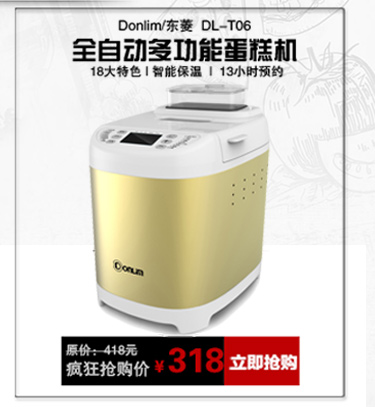 Donlim/东菱 DL-T06
全自动多功能蛋糕机
18大特色 | 智能保温 | 13小时预约
Donlim
原价：418元
疯狂抢购价 ¥318 立即抢购